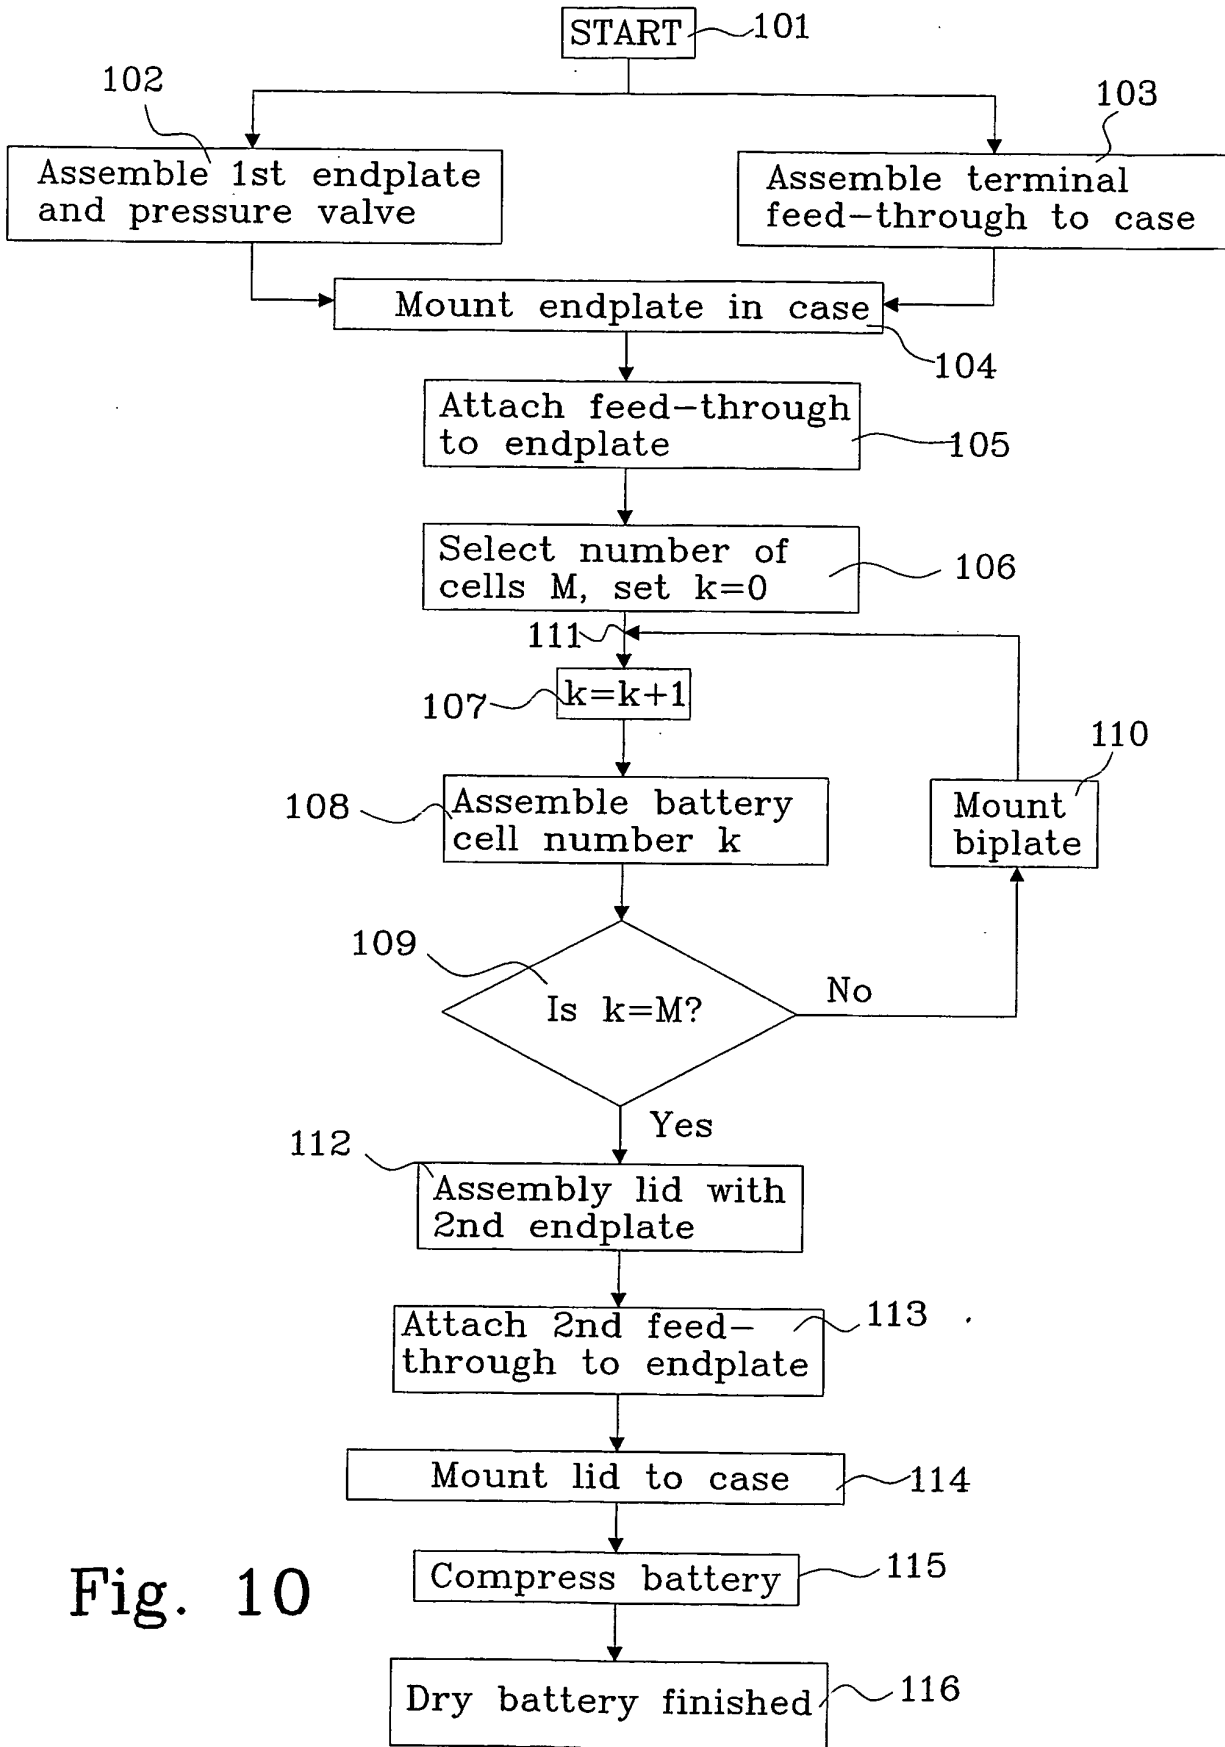 START
101
102
103
Assemble 1st endplate
and pressure valve
Assemble terminal
feed-through to case
Mount endplate in case
104
Attach feed-through
to endplate
105
Select number of
cells M, set k=0
106
111
k=k+1
107
110
Assemble battery
cell number k
108
Mount
biplate
109
Is k=M?
No
Yes
112
Assembly lid with
2nd endplate
Attach 2nd feed-
through to endplate
113
Mount lid to case
114
Compress battery
115
Fig. 10
Dry battery finished
116